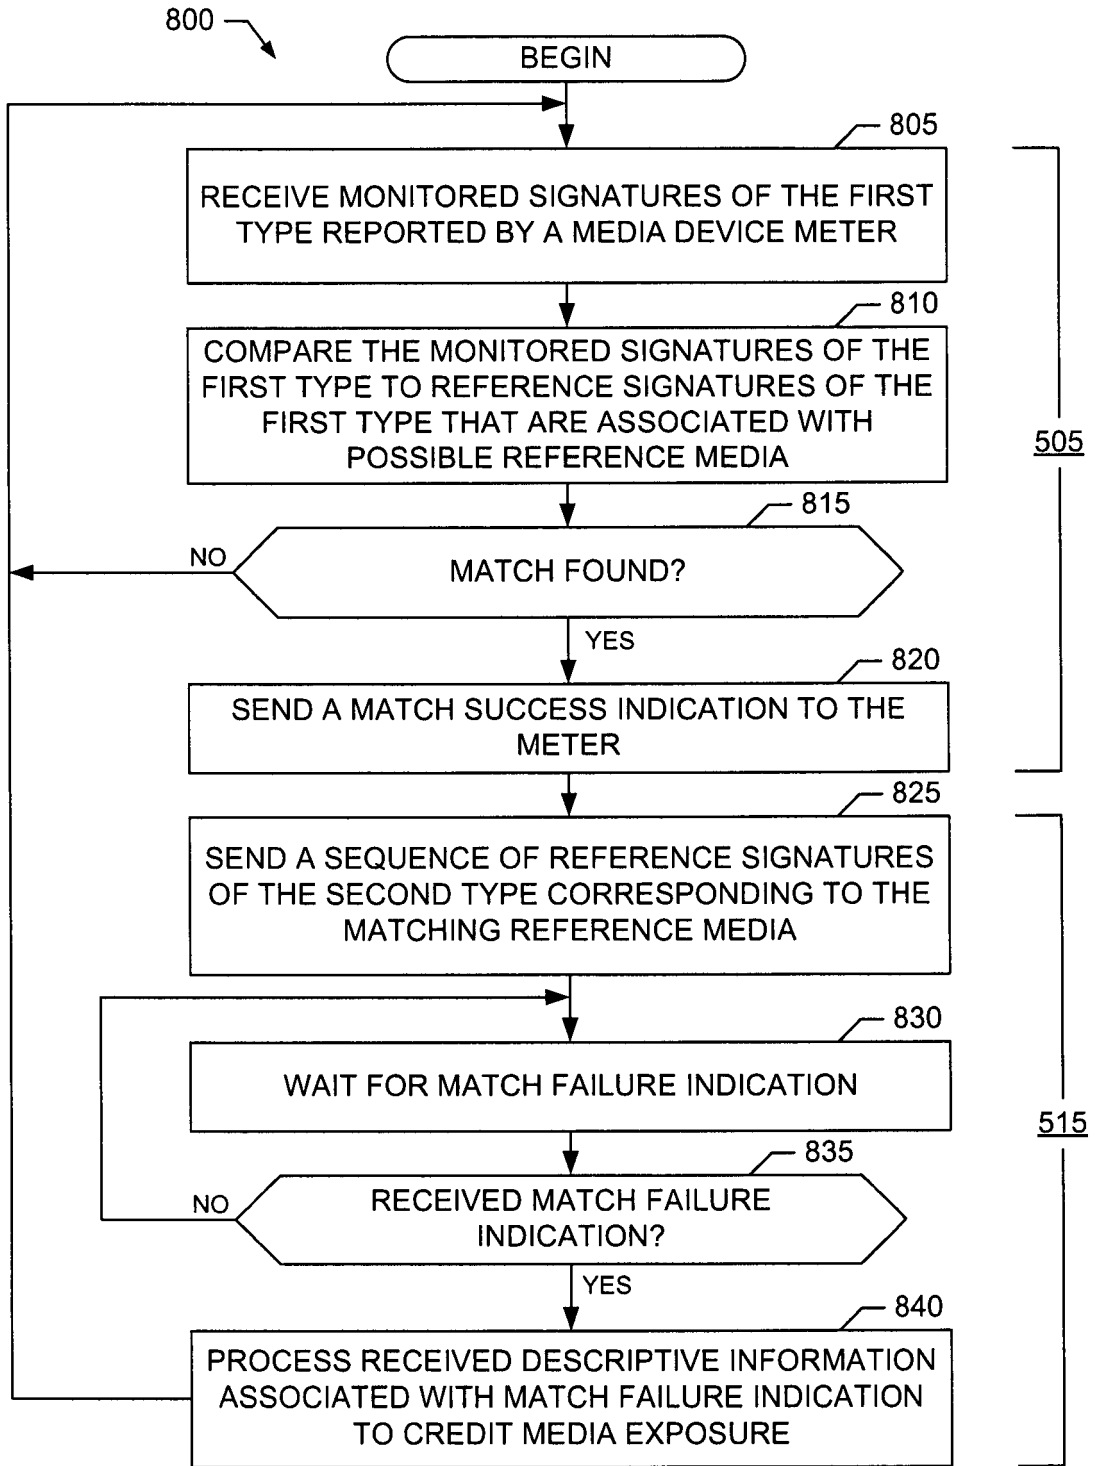 800
BEGIN
805
RECEIVE MONITORED SIGNATURES OF THE FIRST
TYPE REPORTED BY A MEDIA DEVICE METER
810
COMPARE THE MONITORED SIGNATURES OF THE
FIRST TYPE TO REFERENCE SIGNATURES OF THE
FIRST TYPE THAT ARE ASSOCIATED WITH
POSSIBLE REFERENCE MEDIA
505
815
NO
MATCH FOUND?
YES
820
SEND A MATCH SUCCESS INDICATION TO THE
METER
825
SEND A SEQUENCE OF REFERENCE SIGNATURES
OF THE SECOND TYPE CORRESPONDING TO THE
MATCHING REFERENCE MEDIA
830
WAIT FOR MATCH FAILURE INDICATION
515
835
NO
RECEIVED MATCH FAILURE
INDICATION?
YES
840
PROCESS RECEIVED DESCRIPTIVE INFORMATION
ASSOCIATED WITH MATCH FAILURE INDICATION
TO CREDIT MEDIA EXPOSURE